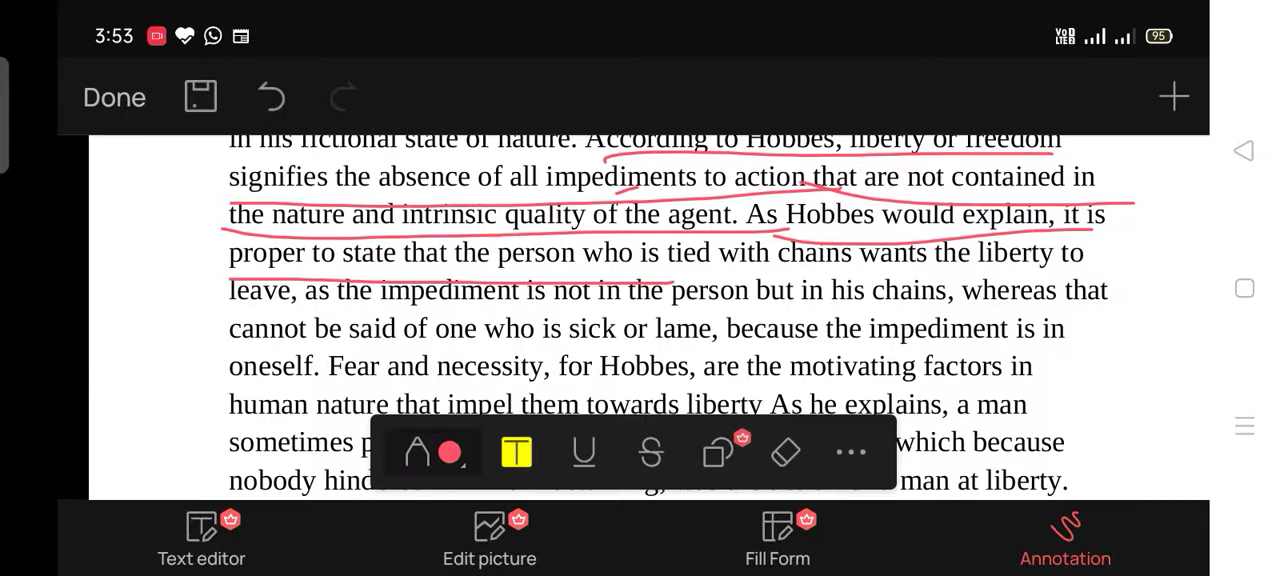 3:53
VoD LTE2 95
Done
in his fictional state of nature. According to Hobbes, liberty or freedom
signifies the absence of all impediments to action that are not contained in
the nature and intrinsic quality of the agent. As Hobbes would explain, it is
proper to state that the person who is tied with chains wants the liberty to
leave, as the impediment is not in the person but in his chains, whereas that
cannot be said of one who is sick or lame, because the impediment is in
oneself. Fear and necessity, for Hobbes, are the motivating factors in
human nature that impel them towards liberty As he explains, a man
sometimes which because
nobody man at liberty.
Text editor
Edit picture
Fill Form
Annotation